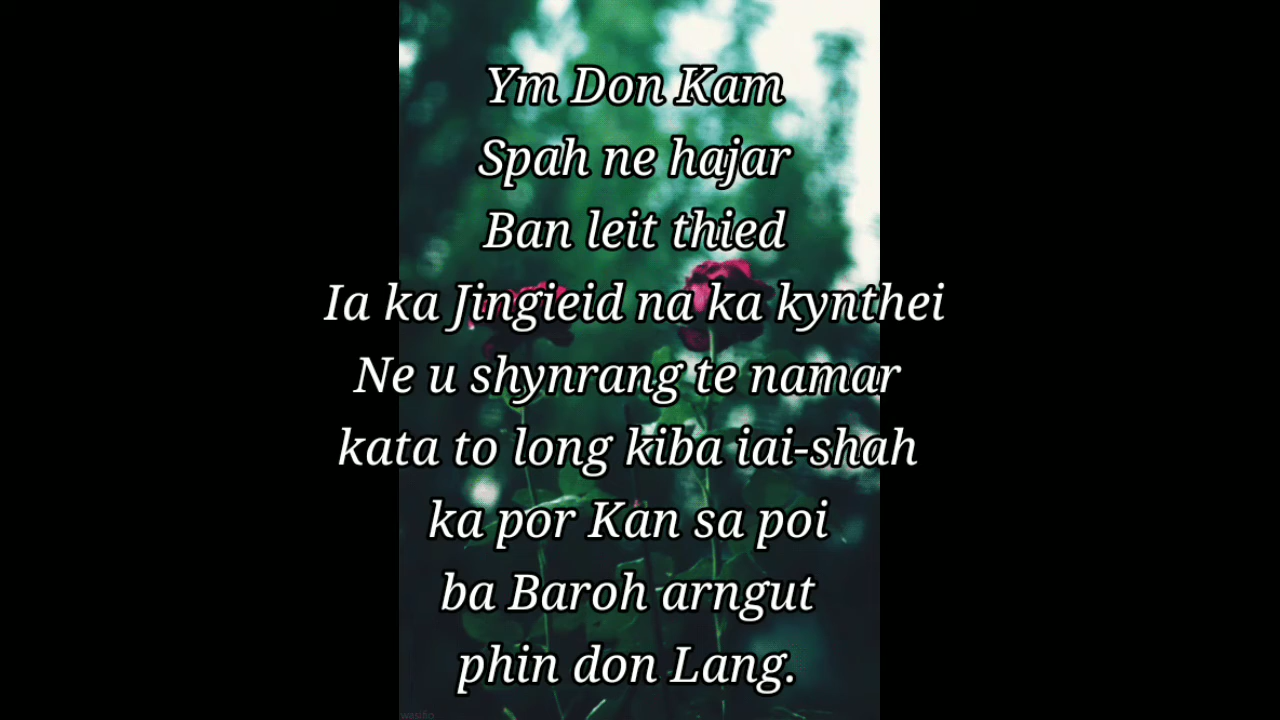 Ym Don Kam
Spah ne hajar
Ban leit thied
Ia ka Jingieid na ka kynthei
Ne u shynrang te namar
kata to long kiba iai-shah
ka por Kan sa poi
ba Baroh arngut
phin don Lang.